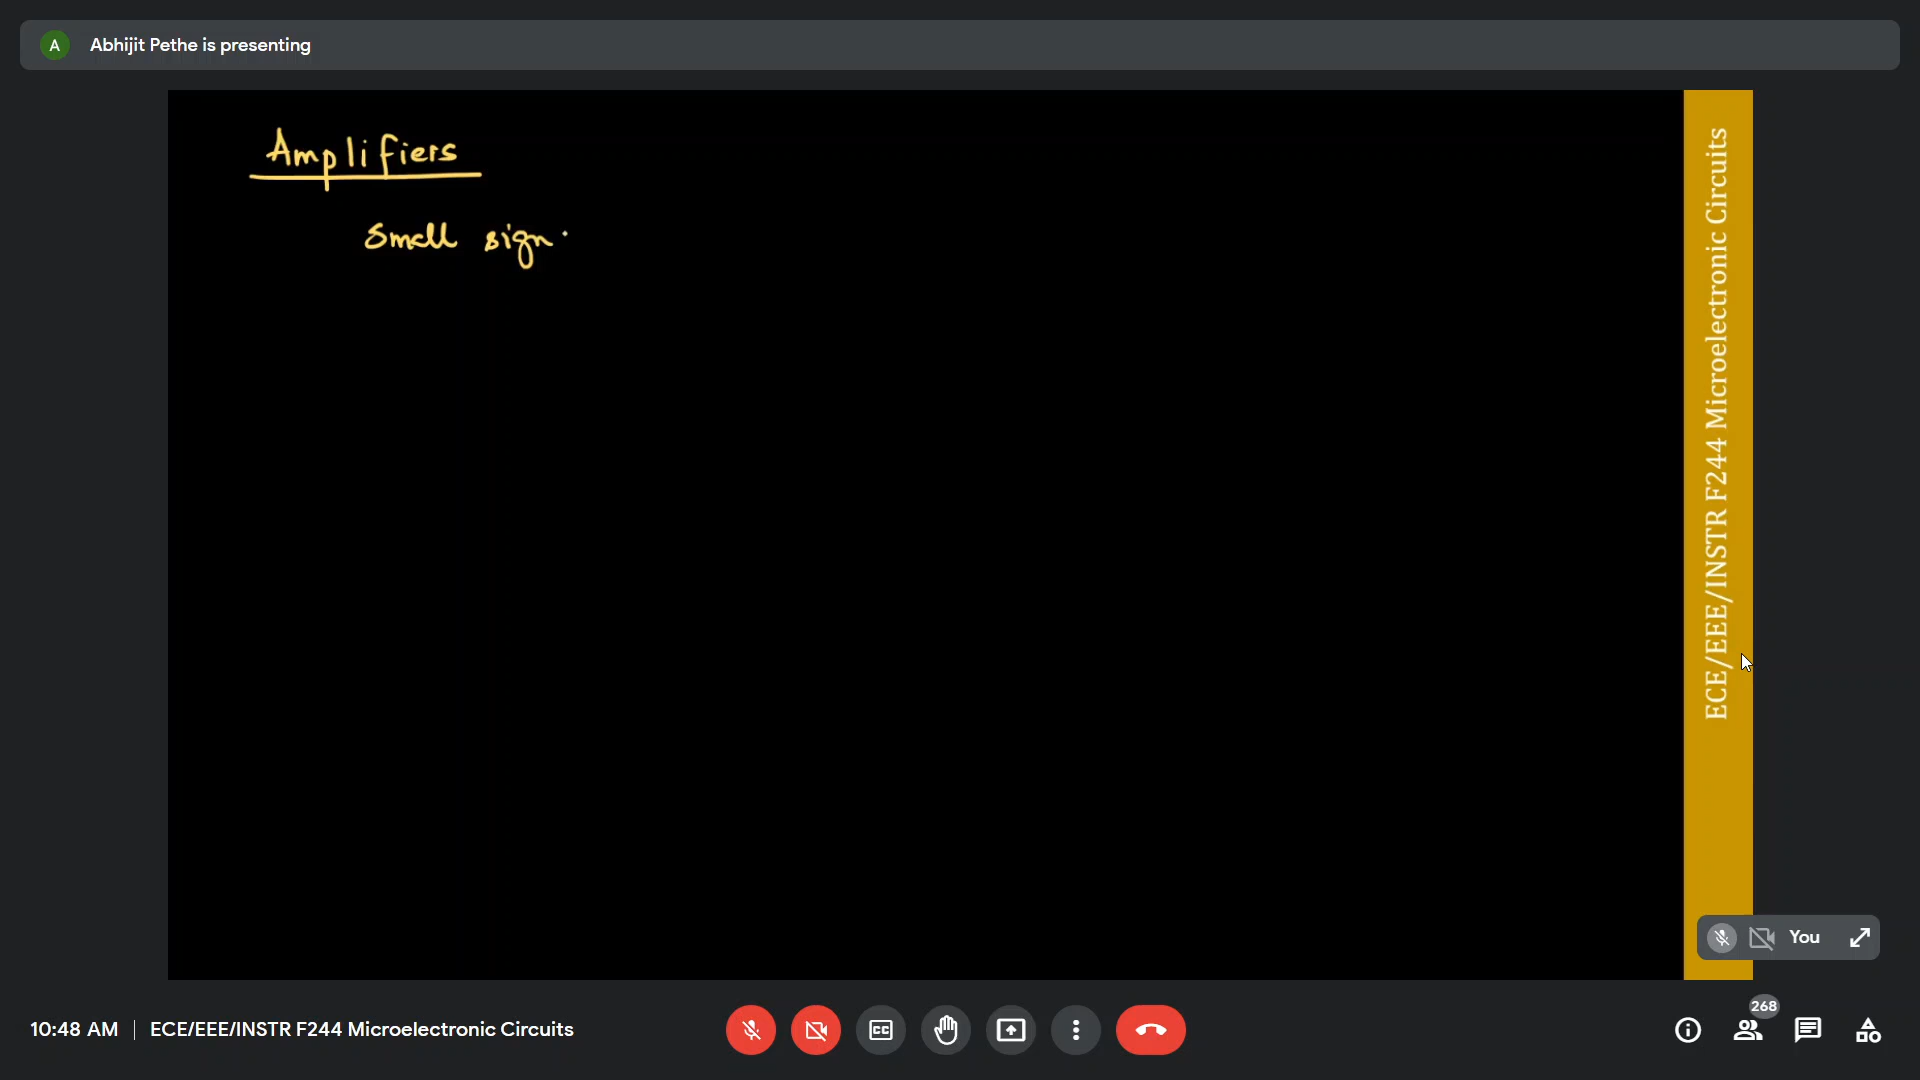 A Abhijit Pethe is presenting
Amplifiers
Small sign
ECE/EEE/INSTR F244 Microelectronic Circuits
You
268
10:48 AM | ECE/EEE/INSTR F244 Microelectronic Circuits
CC